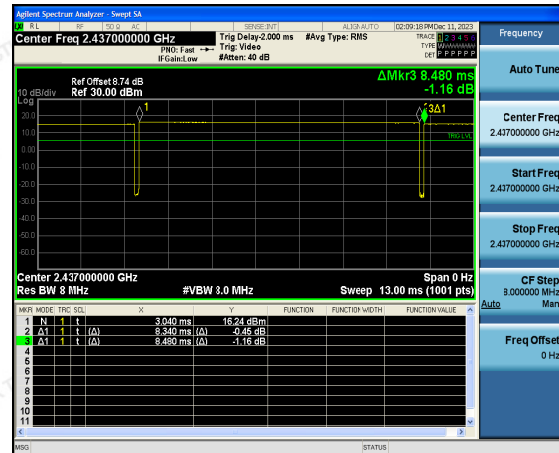 Agilent Spectrum Analyzer - Swept SA
RL RF 50 Ω AC SENSE:INT ALIGN AUTO 02:09:18 PM Dec 11, 2023
Center Freq 2.437000000 GHz
PNO: Fast
IFGain:Low
Trig Delay-2.000 ms
Trig: Video
#Atten: 40 dB
#Avg Type: RMS
TRACE 1 2 3 4 5 6
TYPE WWWWWW
DET P P P P P P
Frequency
Auto Tune
ΔMkr3 8.480 ms
-1.16 dB
Ref Offset 8.74 dB
10 dB/div Ref 30.00 dBm
Log
1
3Δ1
20.0
10.0
0.00
-10.0
-20.0
-30.0
-40.0
-50.0
-60.0
TRIG LVL
Center Freq
2.437000000 GHz
Start Freq
2.437000000 GHz
Stop Freq
2.437000000 GHz
CF Step
8.000000 MHz
Auto Man
Freq Offset
0 Hz
Center 2.437000000 GHz Span 0 Hz
Res BW 8 MHz #VBW 8.0 MHz Sweep 13.00 ms (1001 pts)
MKR MODE TRC SCL X Y FUNCTION FUNCTION WIDTH FUNCTION VALUE
1 N 1 t 3.040 ms 16.24 dBm
2 Δ1 1 t (Δ) 8.340 ms (Δ) -0.45 dB
3 Δ1 1 t (Δ) 8.480 ms (Δ) -1.16 dB
4
5
6
7
8
9
10
11
MSG STATUS